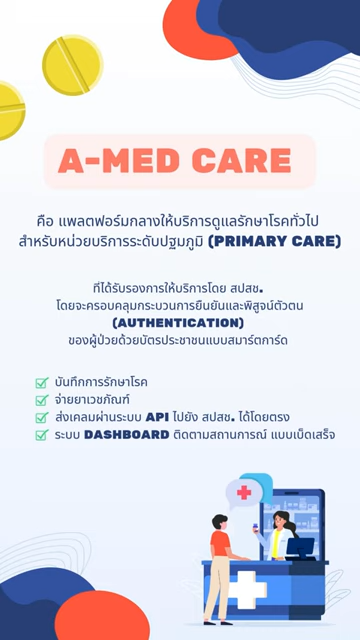 A-MED CARE
คือ แพลตฟอร์มกลางให้บริการดูแลรักษาโรคทั่วไป
สำหรับหน่วยบริการระดับปฐมภูมิ (PRIMARY CARE)
ที่ได้รับรองการให้บริการโดย สปสช.
โดยจะครอบคลุมกระบวนการยืนยันและพิสูจน์ตัวตน
(AUTHENTICATION)
ของผู้ป่วยด้วยบัตรประชาชนแบบสมาร์ตการ์ด
บันทึกการรักษาโรค
จ่ายยาเวชภัณฑ์
ส่งเคลมผ่านระบบ API ไปยัง สปสช. ได้โดยตรง
ระบบ DASHBOARD ติดตามสถานการณ์ แบบเบ็ดเสร็จ